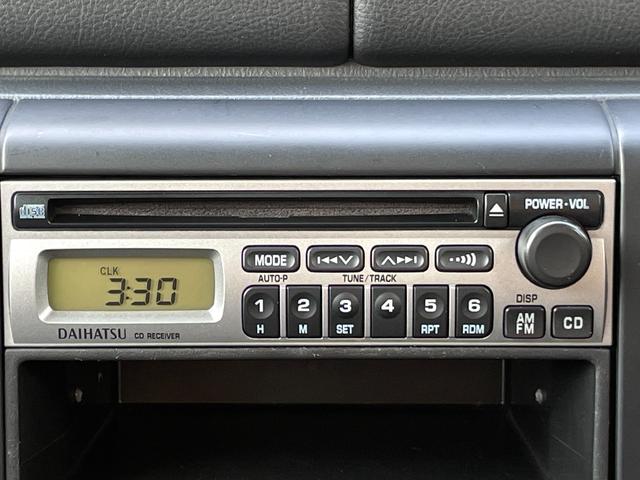 POWER-VOL
MODE
AUTO-P
TUNE/TRACK
CLK
3:30
DAIHATSU CD RECEIVER
1 2 3 4 5 6
H M SET RPT RDM
DISP
AM
FM
CD